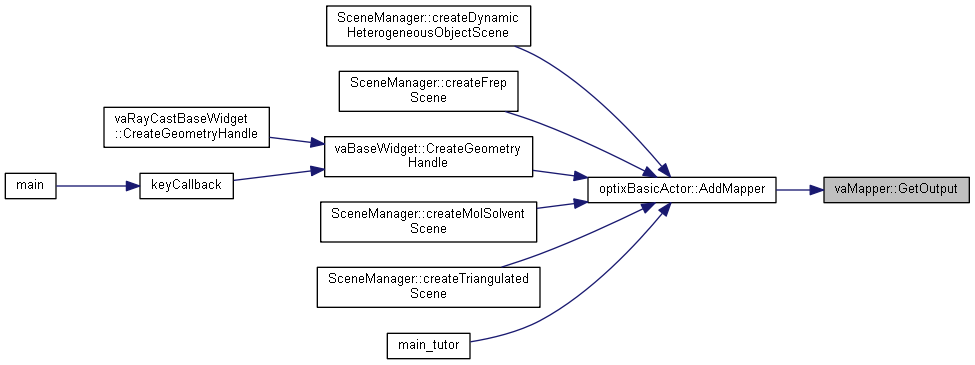 SceneManager::createDynamic
HeterogeneousObjectScene
SceneManager::createFrep
Scene
vaRayCastBaseWidget
::CreateGeometryHandle
vaBaseWidget::CreateGeometry
Handle
main
keyCallback
optixBasicActor::AddMapper
vaMapper::GetOutput
SceneManager::createMolSolvent
Scene
SceneManager::createTriangulated
Scene
main_tutor